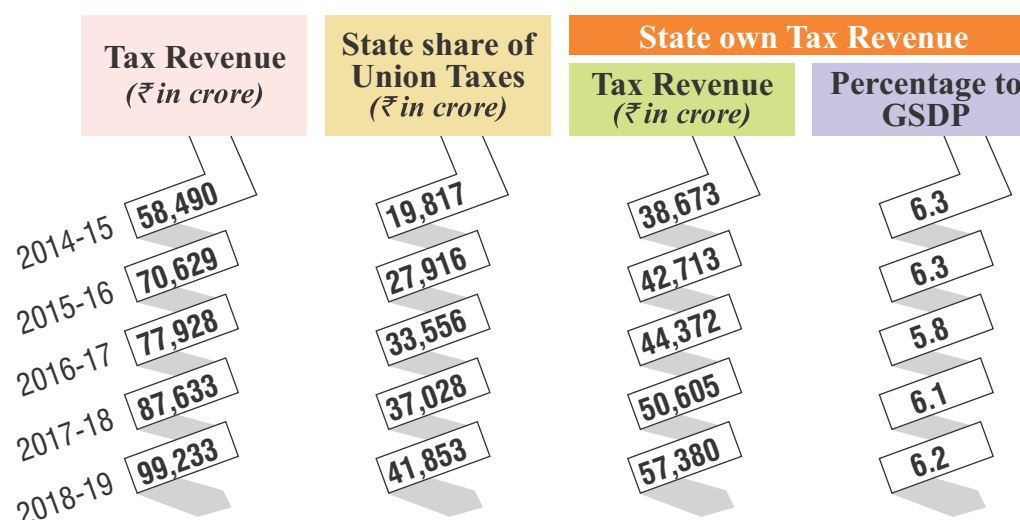 Tax Revenue
(₹ in crore)
State share of
Union Taxes
(₹ in crore)
State own Tax Revenue
Tax Revenue
(₹ in crore)
Percentage to
GSDP
2014-15 58,490 19,817 38,673 6.3
2015-16 70,629 27,916 42,713 6.3
2016-17 77,928 33,556 44,372 5.8
2017-18 87,633 37,028 50,605 6.1
2018-19 99,233 41,853 57,380 6.2